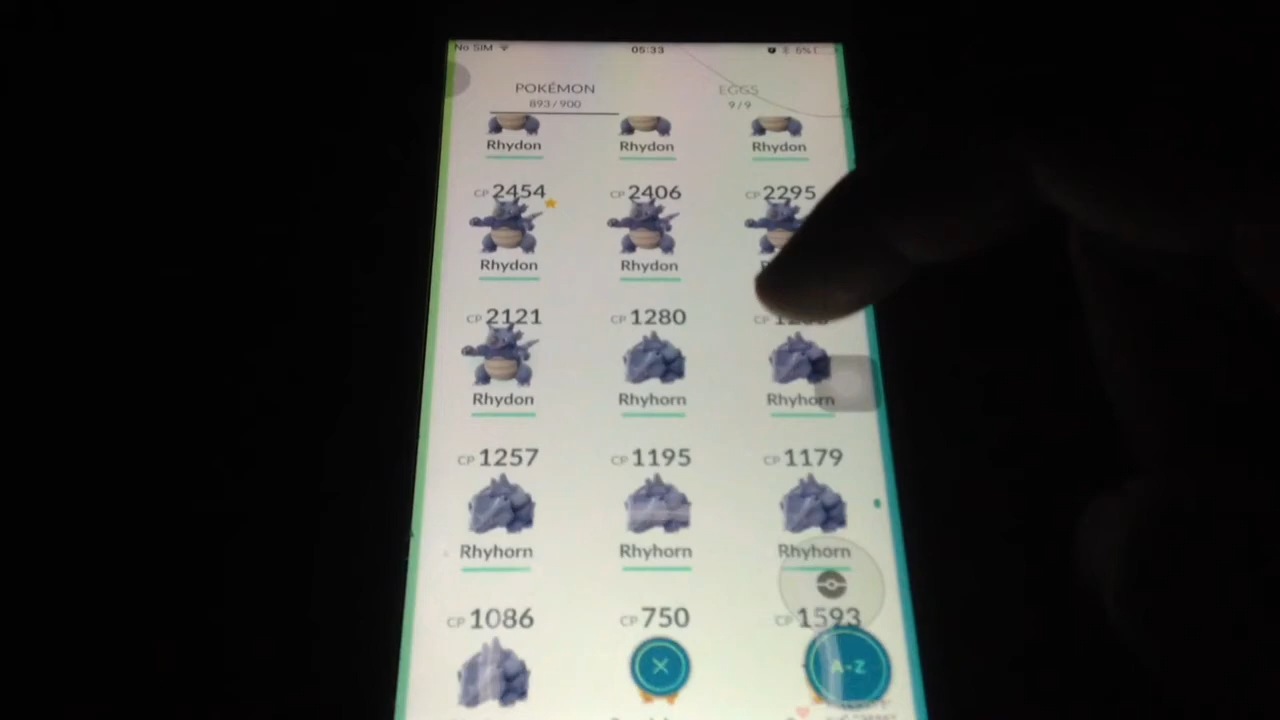 No SIM 05:33 6%
POKÉMON EGGS
893/900 9/9
Rhydon Rhydon Rhydon
CP 2454 CP 2406 CP 2295
Rhydon Rhydon
CP 2121 CP 1280 CP
Rhydon Rhyhorn Rhyhorn
CP 1257 CP 1195 CP 1179
Rhyhorn Rhyhorn Rhyhorn
CP 1086 CP 750 CP 1593
A-Z